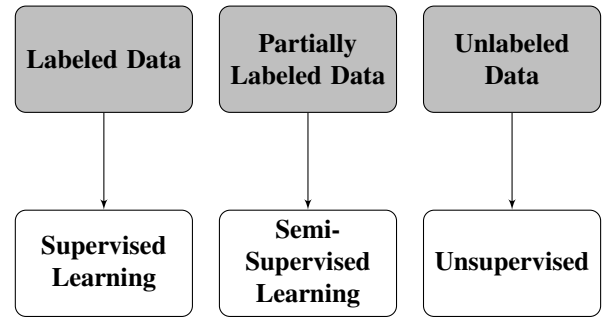 Labeled Data
Partially
Labeled Data
Unlabeled
Data
Supervised
Learning
Semi-
Supervised
Learning
Unsupervised